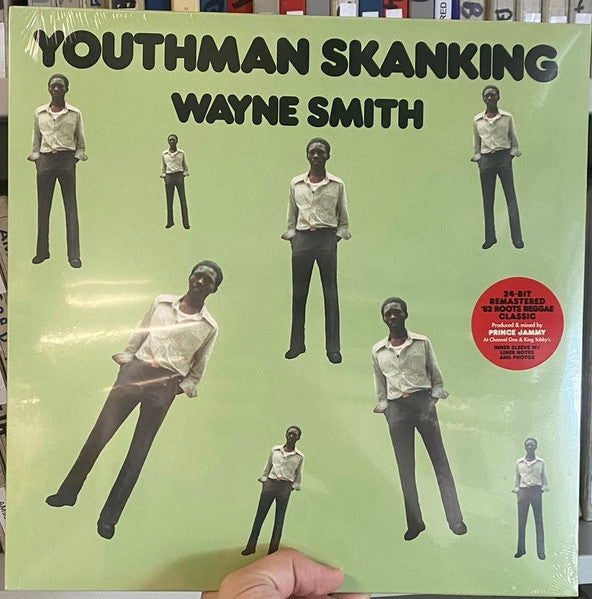 YOUTHMAN SKANKING
WAYNE SMITH
24-BIT
REMASTERED
'82 ROOTS REGGAE
CLASSIC
Produced & mixed by
PRINCE JAMMY
At Channel One & King Tubby's
INNER SLEEVE W/
LINER NOTES
AND PHOTOS